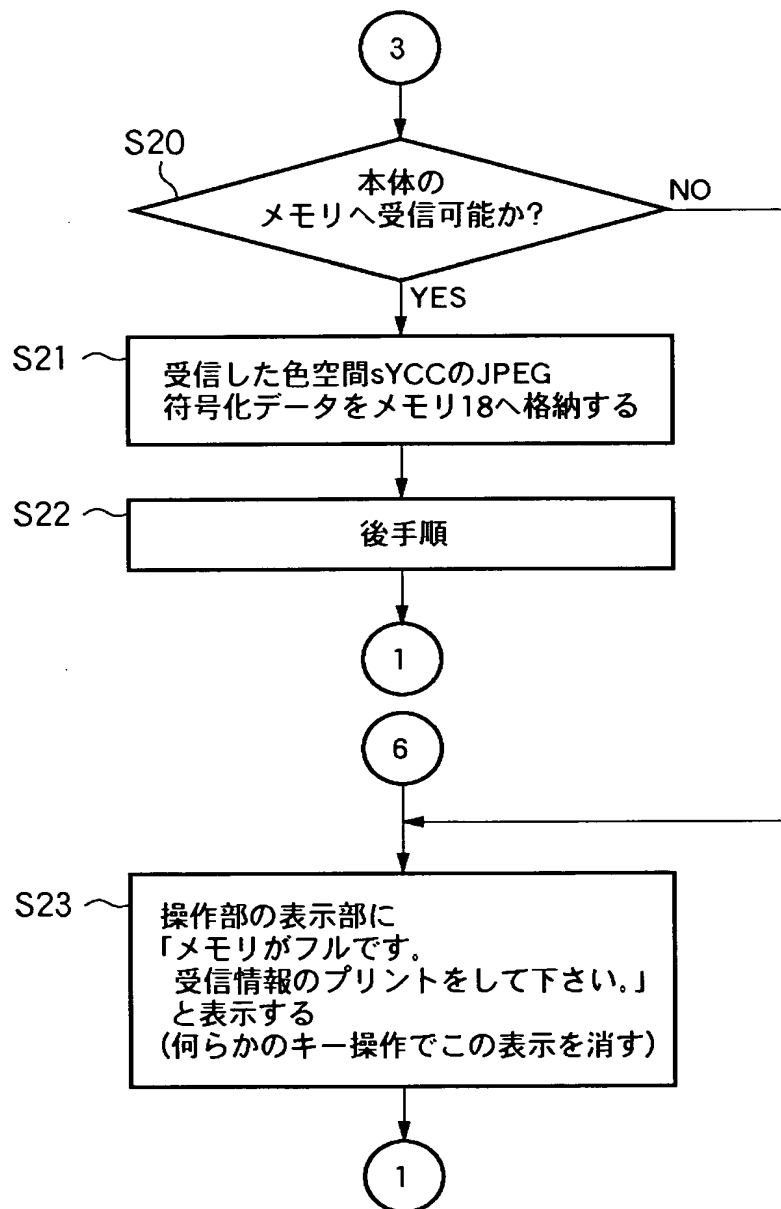 3
S20
本体の
メモリへ受信可能か?
NO
YES
S21
受信した色空間sYCCのJPEG
符号化データをメモリ18へ格納する
S22
後手順
1
6
S23
操作部の表示部に
「メモリがフルです。
受信情報のプリントをして下さい。」
と表示する
(何らかのキー操作でこの表示を消す)
1